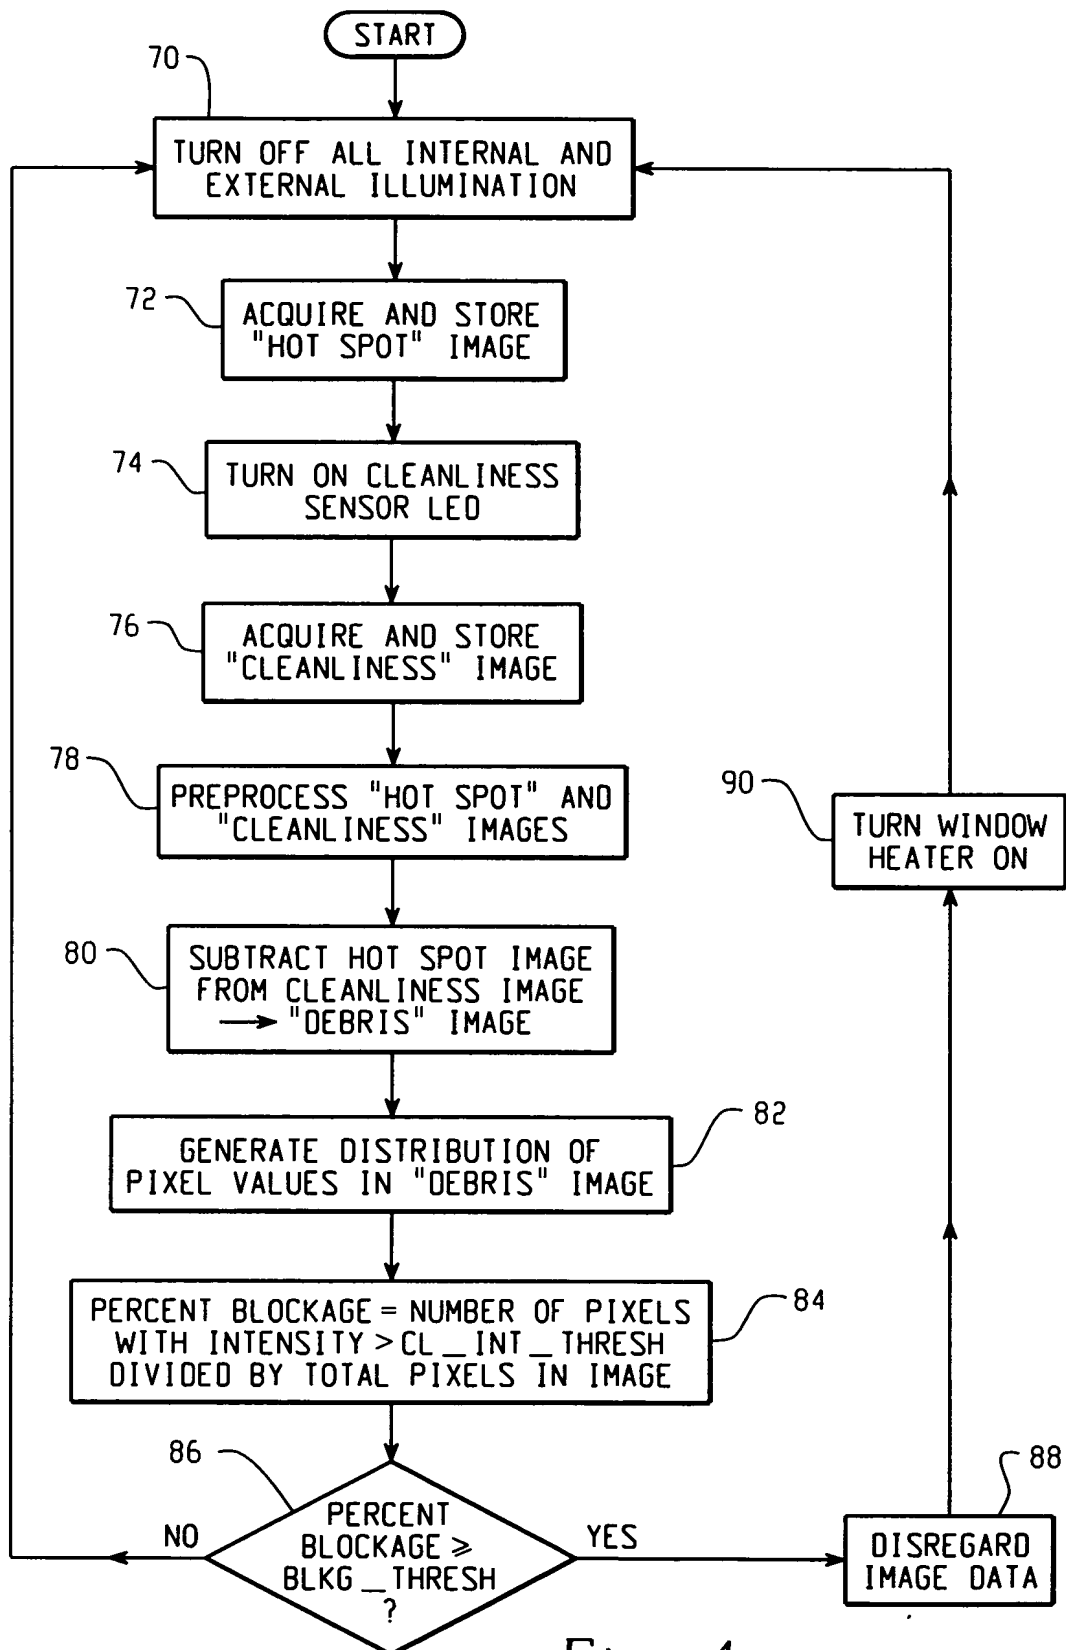 START
70
TURN OFF ALL INTERNAL AND
EXTERNAL ILLUMINATION
72
ACQUIRE AND STORE
"HOT SPOT" IMAGE
74
TURN ON CLEANLINESS
SENSOR LED
76
ACQUIRE AND STORE
"CLEANLINESS" IMAGE
78
PREPROCESS "HOT SPOT" AND
"CLEANLINESS" IMAGES
90
TURN WINDOW
HEATER ON
80
SUBTRACT HOT SPOT IMAGE
FROM CLEANLINESS IMAGE
→ "DEBRIS" IMAGE
82
GENERATE DISTRIBUTION OF
PIXEL VALUES IN "DEBRIS" IMAGE
84
PERCENT BLOCKAGE = NUMBER OF PIXELS
WITH INTENSITY > CL_INT_THRESH
DIVIDED BY TOTAL PIXELS IN IMAGE
86
PERCENT
BLOCKAGE ⩾
BLKG_THRESH
?
NO
YES
88
DISREGARD
IMAGE DATA